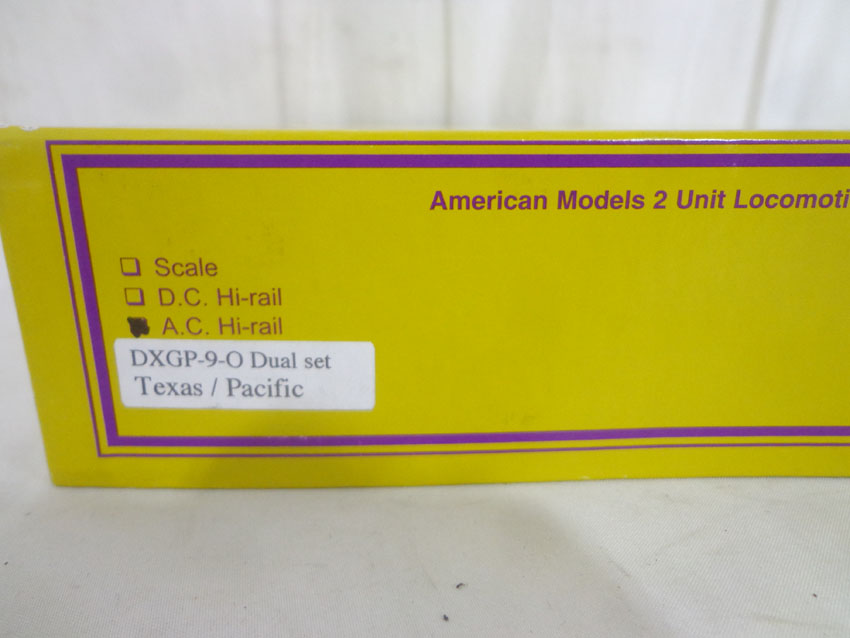 American Models 2 Unit Locomoti
Scale
D.C. Hi-rail
A.C. Hi-rail
DXGP-9-O Dual set
Texas / Pacific